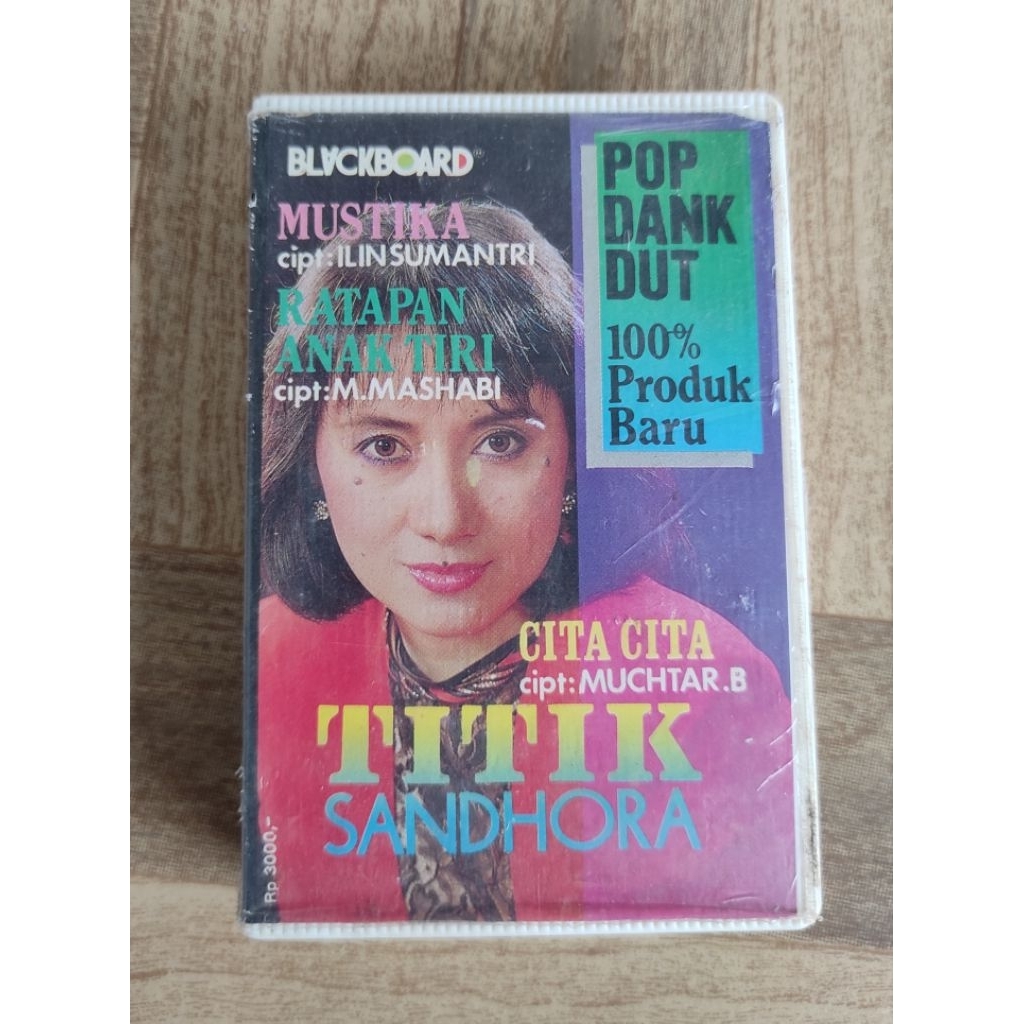 BLACKBOARD
MUSTIKA
cipt:ILIN SUMANTRI
RATAPAN
ANAK TIRI
cipt:M.MASHABI
POP
DANK
DUT
100%
Produk
Baru
CITA CITA
cipt:MUCHTAR.B
TITIK
SANDHORA
Rp 3000,-